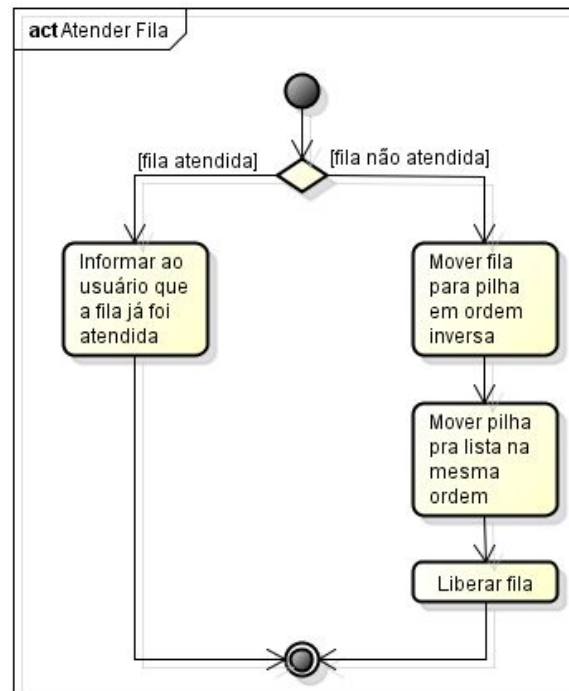 act Atender Fila
[fila atendida]
[fila não atendida]
Informar ao
usuário que
a fila já foi
atendida
Mover fila
para pilha
em ordem
inversa
Mover pilha
pra lista na
mesma
ordem
Liberar fila